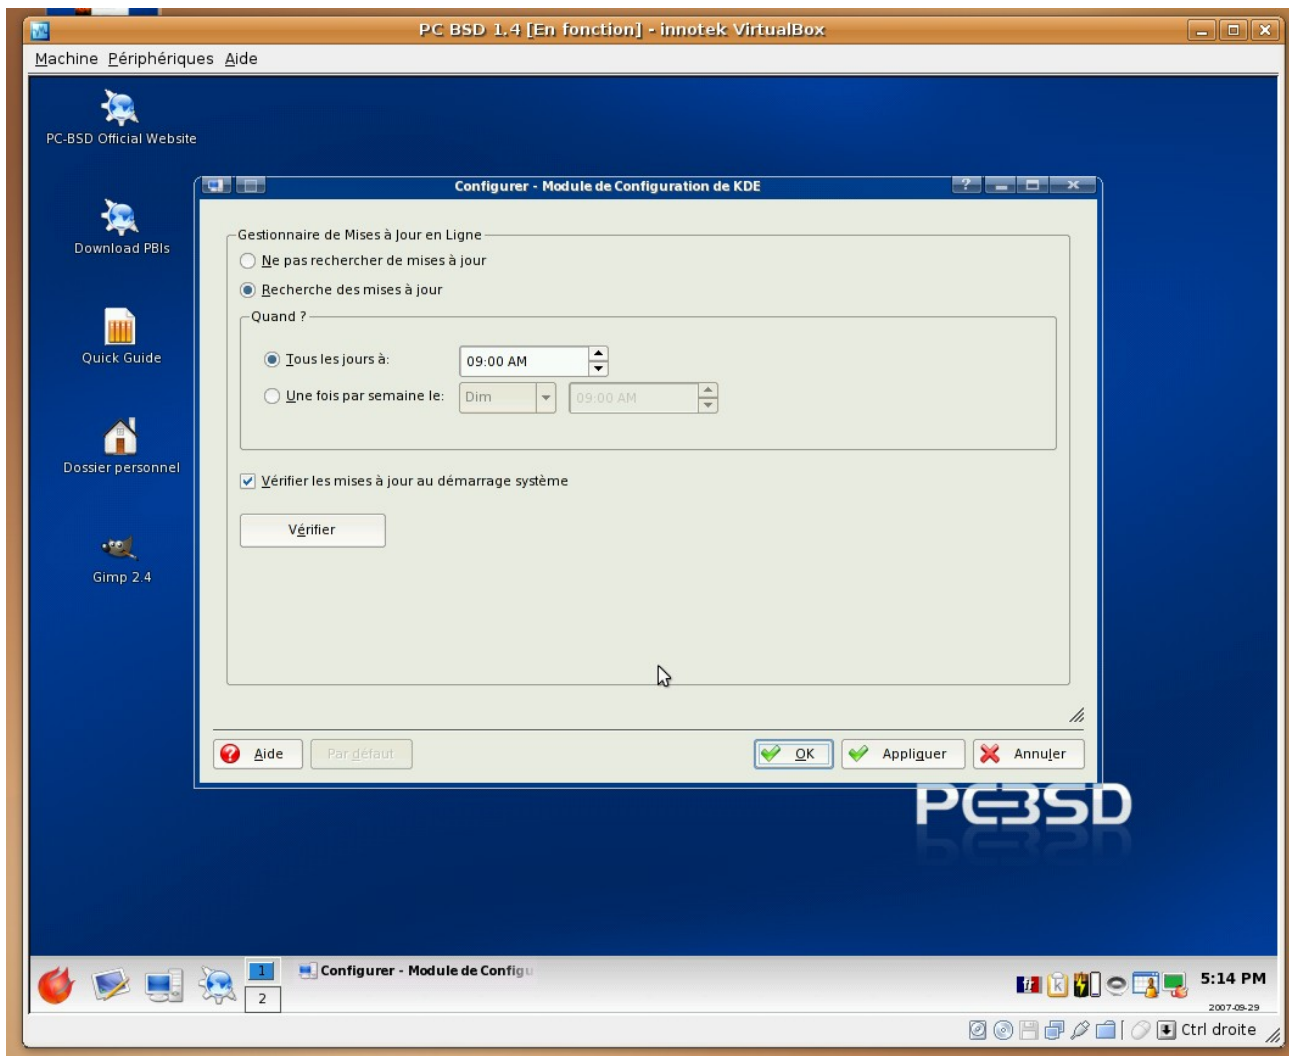 PC BSD 1.4 [En fonction] - innotek VirtualBox
Machine Périphériques Aide
PC-BSD Official Website
Download PBIs
Quick Guide
Dossier personnel
Gimp 2.4
Configurer - Module de Configuration de KDE
Gestionnaire de Mises à Jour en Ligne
Ne pas rechercher de mises à jour
Recherche des mises à jour
Quand ?
Tous les jours à: 09:00 AM
Une fois par semaine le: Dim 09:00 AM
Vérifier les mises à jour au démarrage système
Vérifier
Aide Par défaut OK Appliquer Annuler
PCBSD
1 Configurer - Module de Configu
2
5:14 PM
2007-09-29
Ctrl droite